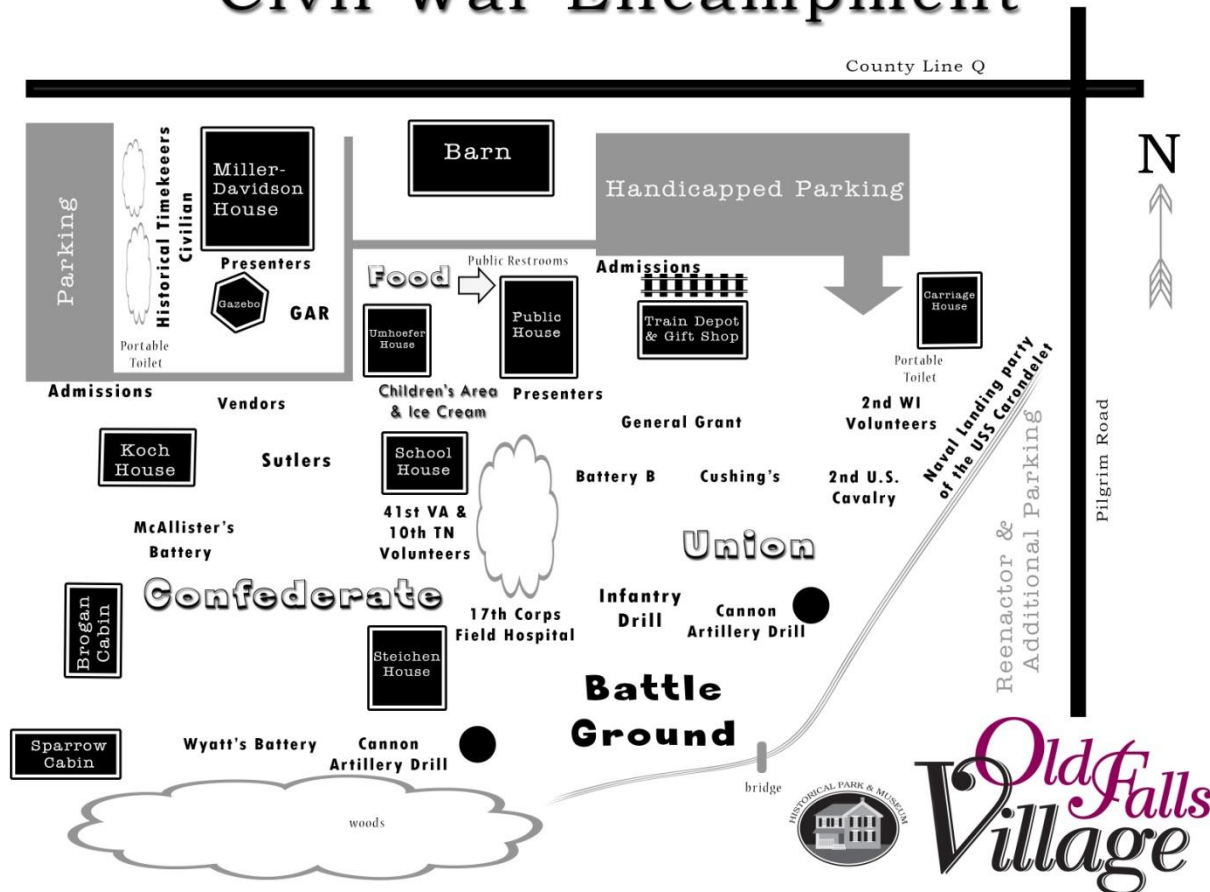 Civil War Encampment
County Line Q
N
Parking
Historical Timekeeers
Civilian
Miller-
Davidson
House
Barn
Handicapped Parking
Presenters
Gazebo
GAR
Portable
Toilet
Food
Public Restrooms
Umhoefer
House
Public
House
Admissions
Train Depot
& Gift Shop
Carriage
House
Portable
Toilet
Admissions
Vendors
Children's Area
& Ice Cream
Presenters
General Grant
2nd WI
Volunteers
Naval Landing party
of the USS Carondelet
Pilgrim Road
Koch
House
Sutlers
School
House
Battery B
Cushing's
2nd U.S.
Cavalry
McAllister's
Battery
41st VA &
10th TN
Volunteers
Union
Reenactor &
Additional Parking
Confederate
Brogan
Cabin
17th Corps
Field Hospital
Infantry
Drill
Cannon
Artillery Drill
Steichen
House
Battle
Ground
Sparrow
Cabin
Wyatt's Battery
Cannon
Artillery Drill
woods
bridge
HISTORICAL PARK & MUSEUM
Old Falls
Village